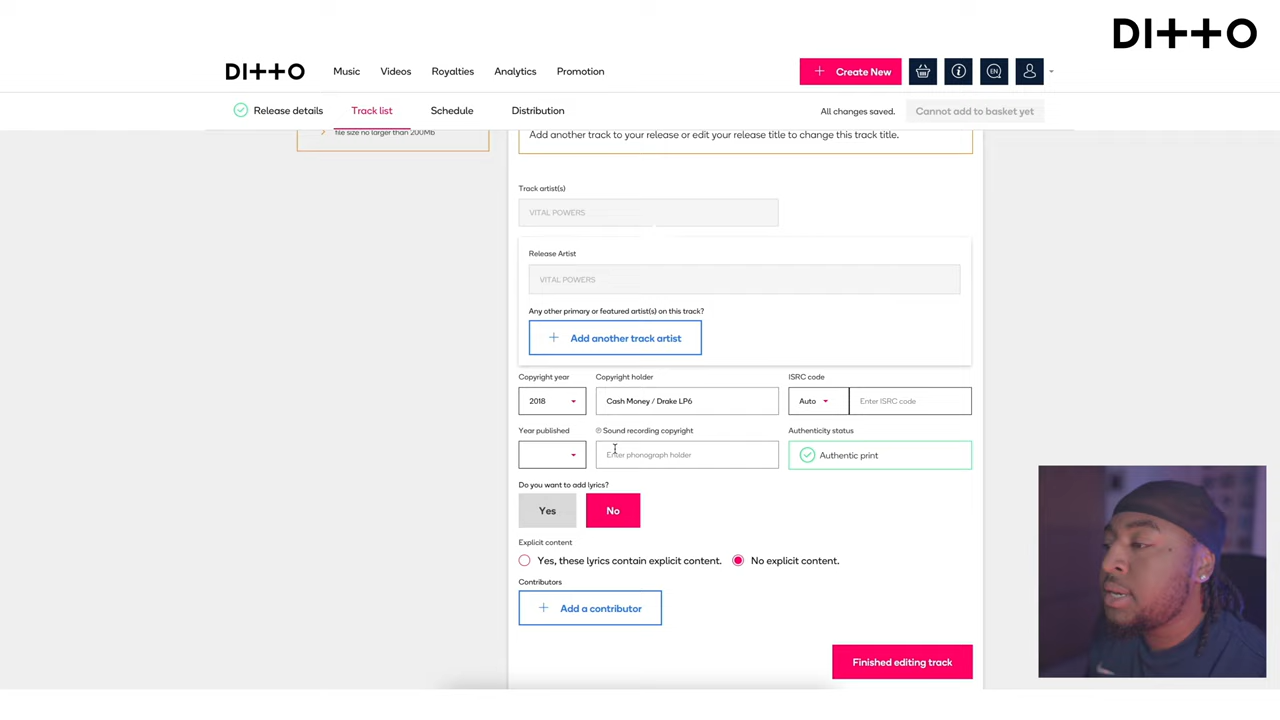 DITTO
DITTO Music Videos Royalties Analytics Promotion + Create New EN
Release details Track list Schedule Distribution All changes saved. Cannot add to basket yet
file size no larger than 200Mb
Add another track to your release or edit your release title to change this track title.
Track artist(s)
VITAL POWERS
Release Artist
VITAL POWERS
Any other primary or featured artist(s) on this track?
+ Add another track artist
Copyright year Copyright holder ISRC code
2018 Cash Money / Drake LP6 Auto Enter ISRC code
Year published ℗ Sound recording copyright Authenticity status
Enter phonograph holder Authentic print
Do you want to add lyrics?
Yes No
Explicit content
Yes, these lyrics contain explicit content. No explicit content.
Contributors
+ Add a contributor
Finished editing track